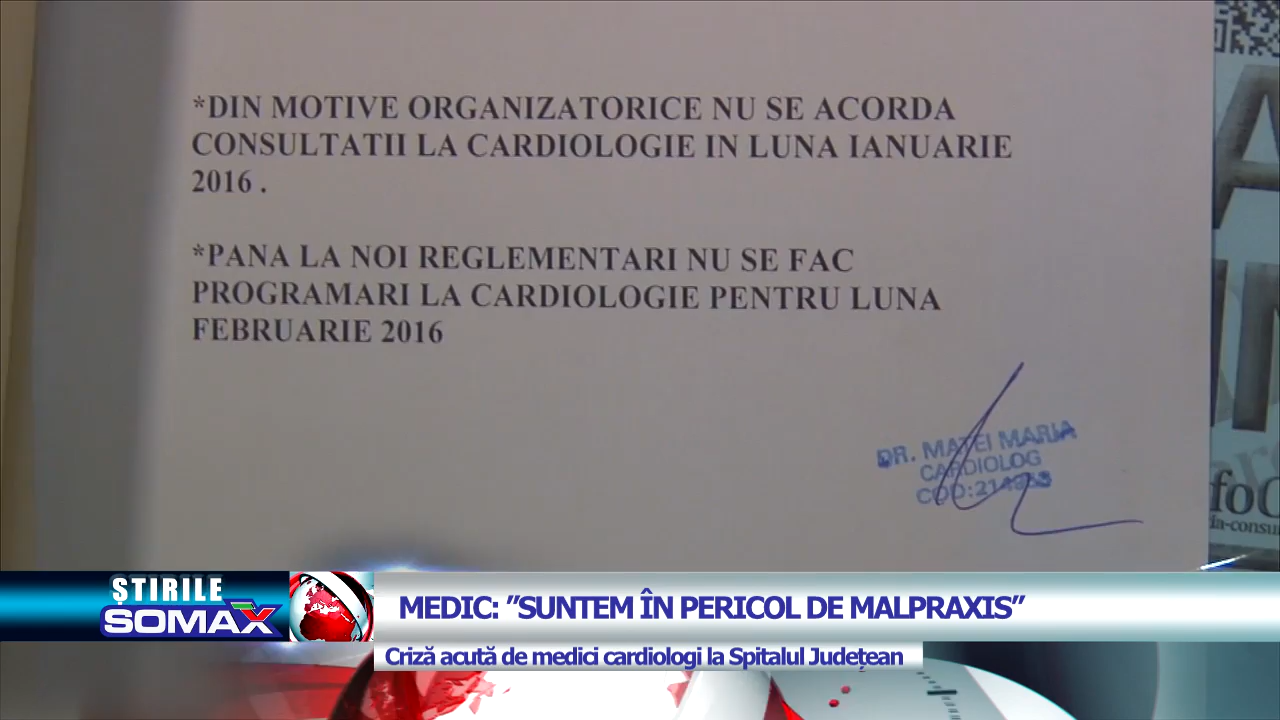 *DIN MOTIVE ORGANIZATORICE NU SE ACORDA
CONSULTATII LA CARDIOLOGIE IN LUNA IANUARIE
2016 .
*PANA LA NOI REGLEMENTARI NU SE FAC
PROGRAMARI LA CARDIOLOGIE PENTRU LUNA
FEBRUARIE 2016
DR. MATEI MARIA
CARDIOLOG
ȘTIRILE
SOMAX
MEDIC: ”SUNTEM ÎN PERICOL DE MALPRAXIS”
Criză acută de medici cardiologi la Spitalul Județean